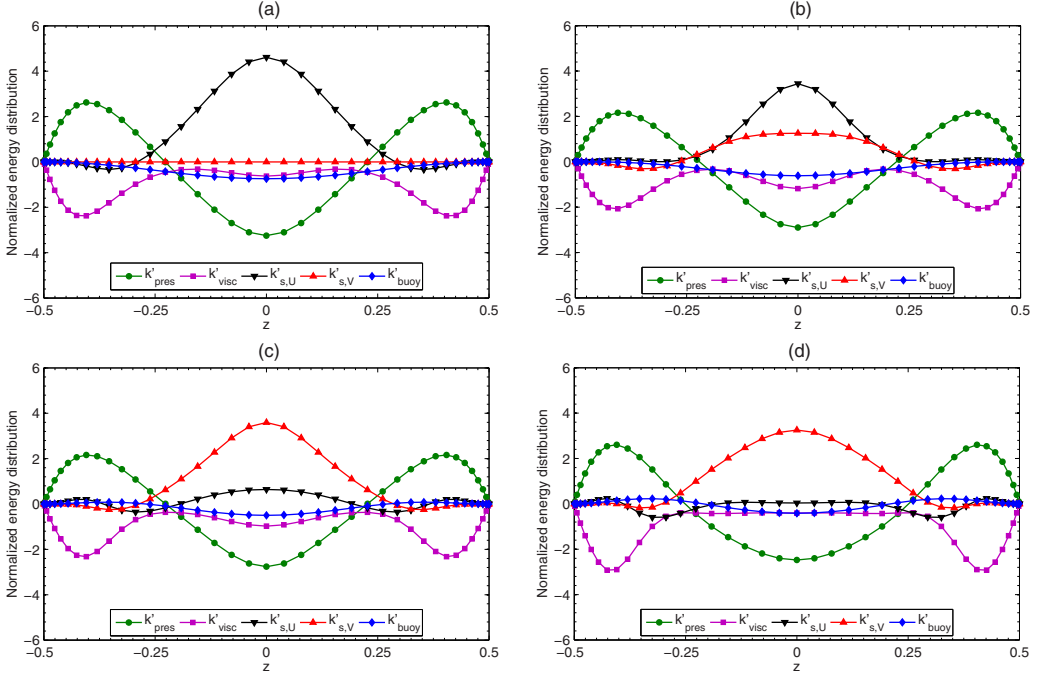 (a)
Normalized energy distribution
6
4
2
0
−2
−4
−6
k'pres k'visc k's,U k's,V k'buoy
−0.5 −0.25 0 0.25 0.5
z
(b)
Normalized energy distribution
6
4
2
0
−2
−4
−6
k'pres k'visc k's,U k's,V k'buoy
−0.5 −0.25 0 0.25 0.5
z
(c)
Normalized energy distribution
6
4
2
0
−2
−4
−6
k'pres k'visc k's,U k's,V k'buoy
−0.5 −0.25 0 0.25 0.5
z
(d)
Normalized energy distribution
6
4
2
0
−2
−4
−6
k'pres k'visc k's,U k's,V k'buoy
−0.5 −0.25 0 0.25 0.5
z